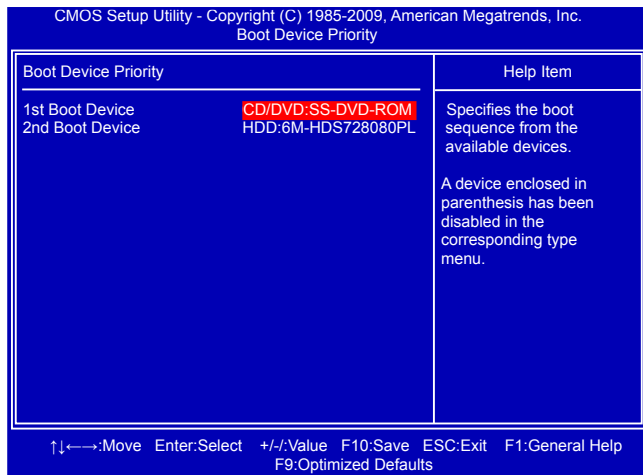 CMOS Setup Utility - Copyright (C) 1985-2009, American Megatrends, Inc.
Boot Device Priority
Boot Device Priority
Help Item
1st Boot Device CD/DVD:SS-DVD-ROM
2nd Boot Device HDD:6M-HDS728080PL
Specifies the boot
sequence from the
available devices.
A device enclosed in
parenthesis has been
disabled in the
corresponding type
menu.
↑↓←→:Move Enter:Select +/-/:Value F10:Save ESC:Exit F1:General Help
F9:Optimized Defaults